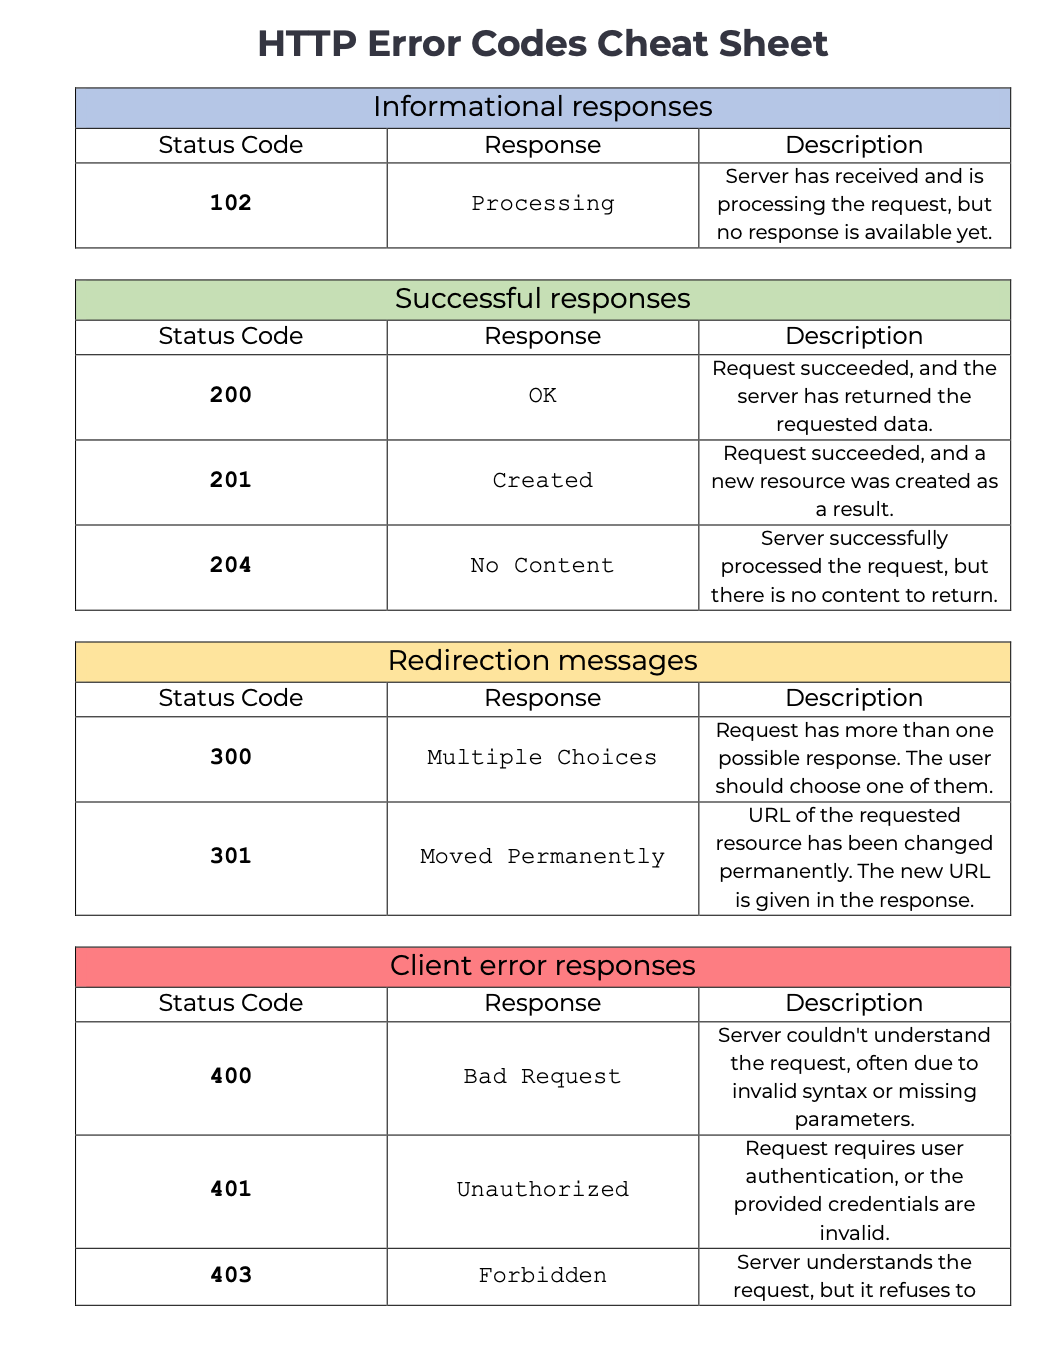 HTTP Error Codes Cheat Sheet
Informational responses
Status Code Response Description
102 Processing Server has received and is
processing the request, but
no response is available yet.
Successful responses
Status Code Response Description
200 OK Request succeeded, and the
server has returned the
requested data.
201 Created Request succeeded, and a
new resource was created as
a result.
204 No Content Server successfully
processed the request, but
there is no content to return.
Redirection messages
Status Code Response Description
300 Multiple Choices Request has more than one
possible response. The user
should choose one of them.
301 Moved Permanently URL of the requested
resource has been changed
permanently. The new URL
is given in the response.
Client error responses
Status Code Response Description
400 Bad Request Server couldn't understand
the request, often due to
invalid syntax or missing
parameters.
401 Unauthorized Request requires user
authentication, or the
provided credentials are
invalid.
403 Forbidden Server understands the
request, but it refuses to